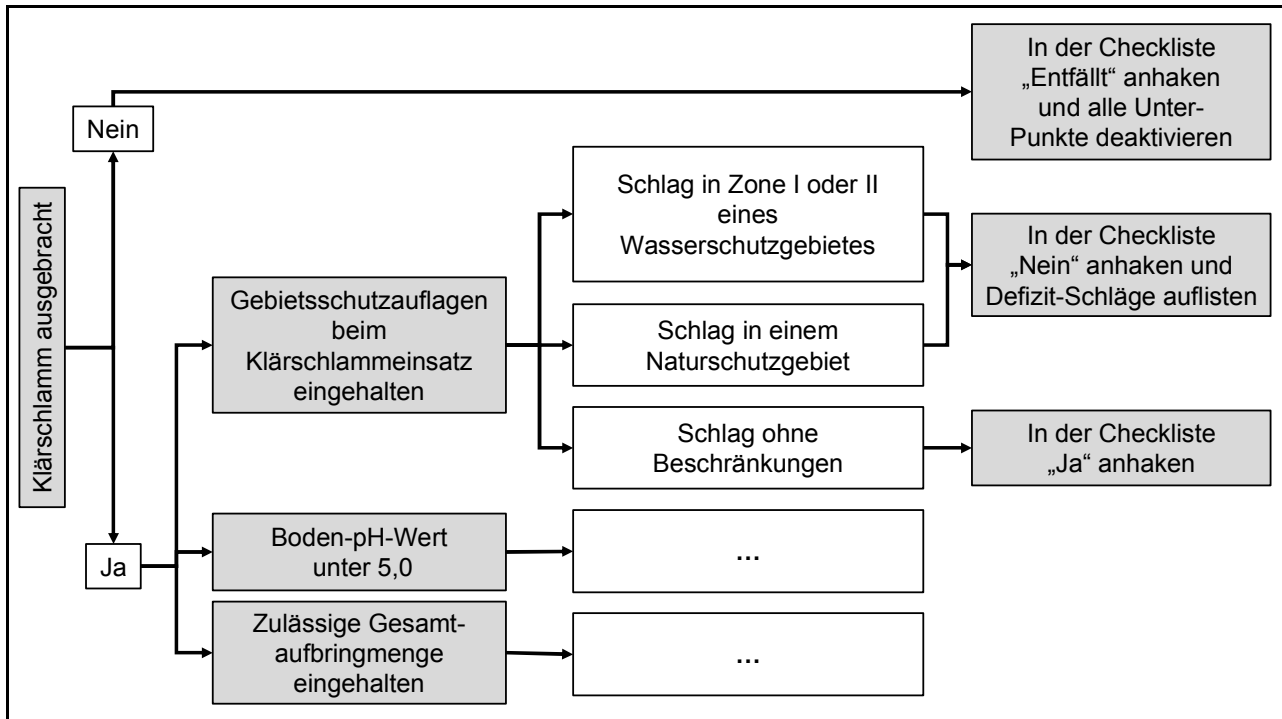 In der Checkliste
„Entfällt“ anhaken
und alle Unter-
Punkte deaktivieren
Nein
Klärschlamm ausgebracht
Schlag in Zone I oder II
eines
Wasserschutzgebietes
In der Checkliste
„Nein“ anhaken und
Defizit-Schläge auflisten
Gebietsschutzauflagen
beim
Klärschlammeinsatz
eingehalten
Schlag in einem
Naturschutzgebiet
Schlag ohne
Beschränkungen
In der Checkliste
„Ja“ anhaken
Ja
Boden-pH-Wert
unter 5,0
...
Zulässige Gesamt-
aufbringmenge
eingehalten
...